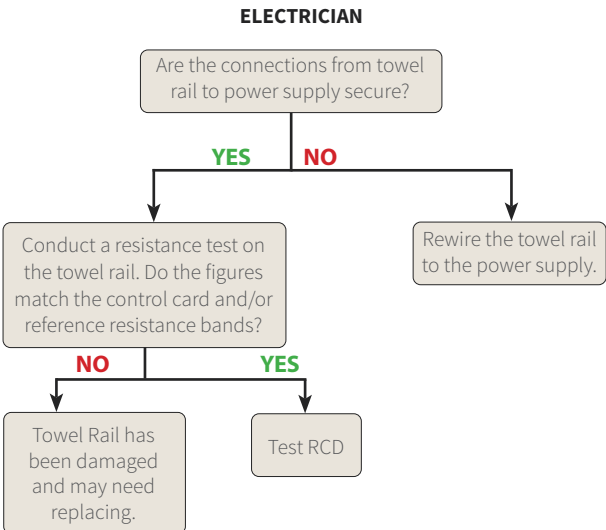 ELECTRICIAN
Are the connections from towel
rail to power supply secure?
YES
NO
Conduct a resistance test on
the towel rail. Do the figures
match the control card and/or
reference resistance bands?
Rewire the towel rail
to the power supply.
NO
YES
Towel Rail has
been damaged
and may need
replacing.
Test RCD